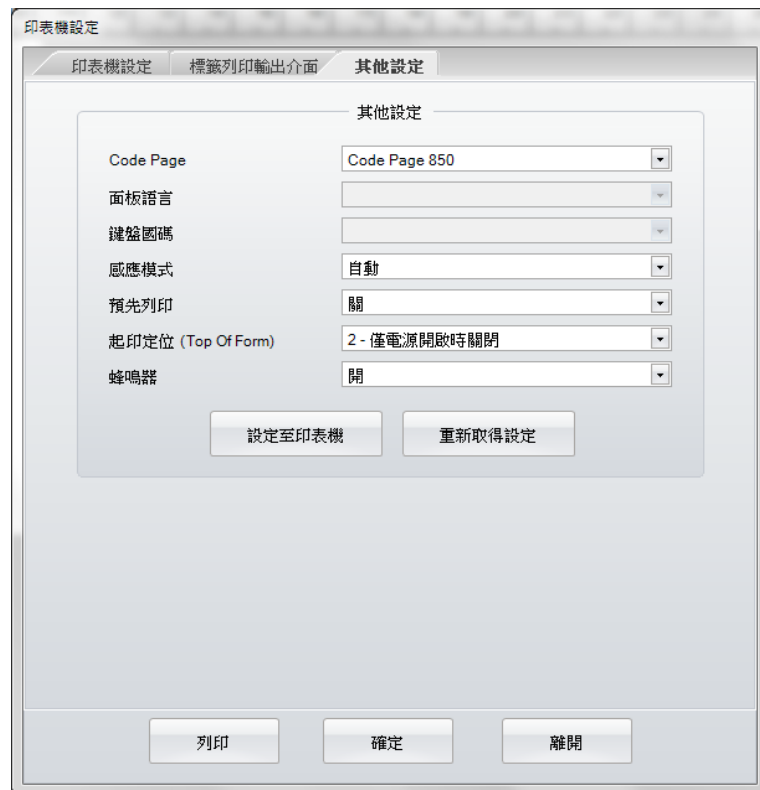 印表機設定
印表機設定 標籤列印輸出介面 其他設定
其他設定
Code Page Code Page 850
面板語言
鍵盤國碼
感應模式 自動
預先列印 關
起印定位 (Top Of Form) 2 - 僅電源開啟時關閉
蜂鳴器 開
設定至印表機 重新取得設定
列印 確定 離開